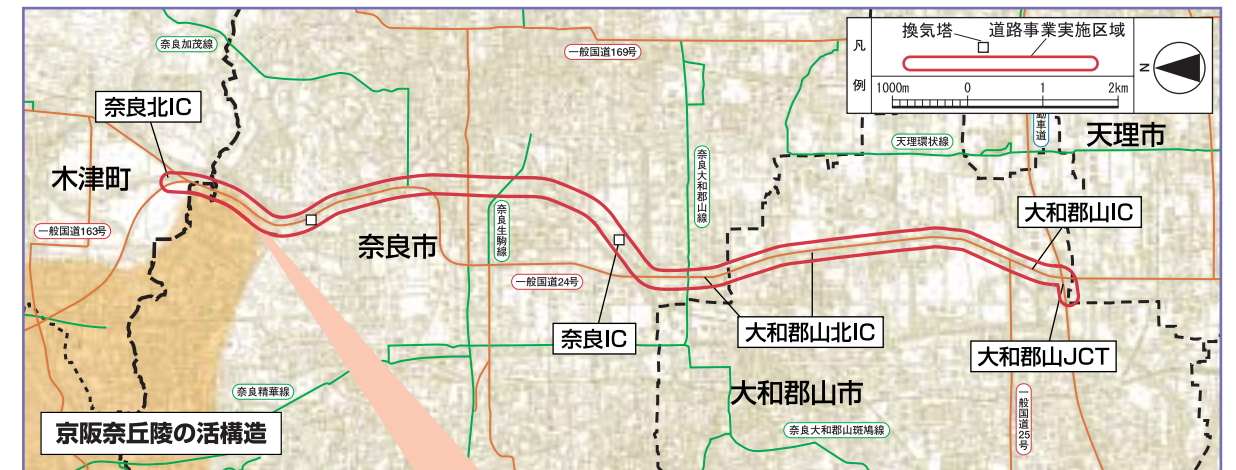 奈良加茂線
一般国道169号
凡例
換気塔
道路事業実施区域
1000m 0 1 2km
N
奈良北IC
木津町
動車道
天理環状線
天理市
奈良大和郡山線
大和郡山IC
一般国道163号
奈良市
奈良生駒線
一般国道24号
奈良IC
大和郡山北IC
大和郡山JCT
奈良精華線
大和郡山市
一般国道25号
京阪奈丘陵の活構造
奈良大和郡山斑鳩線